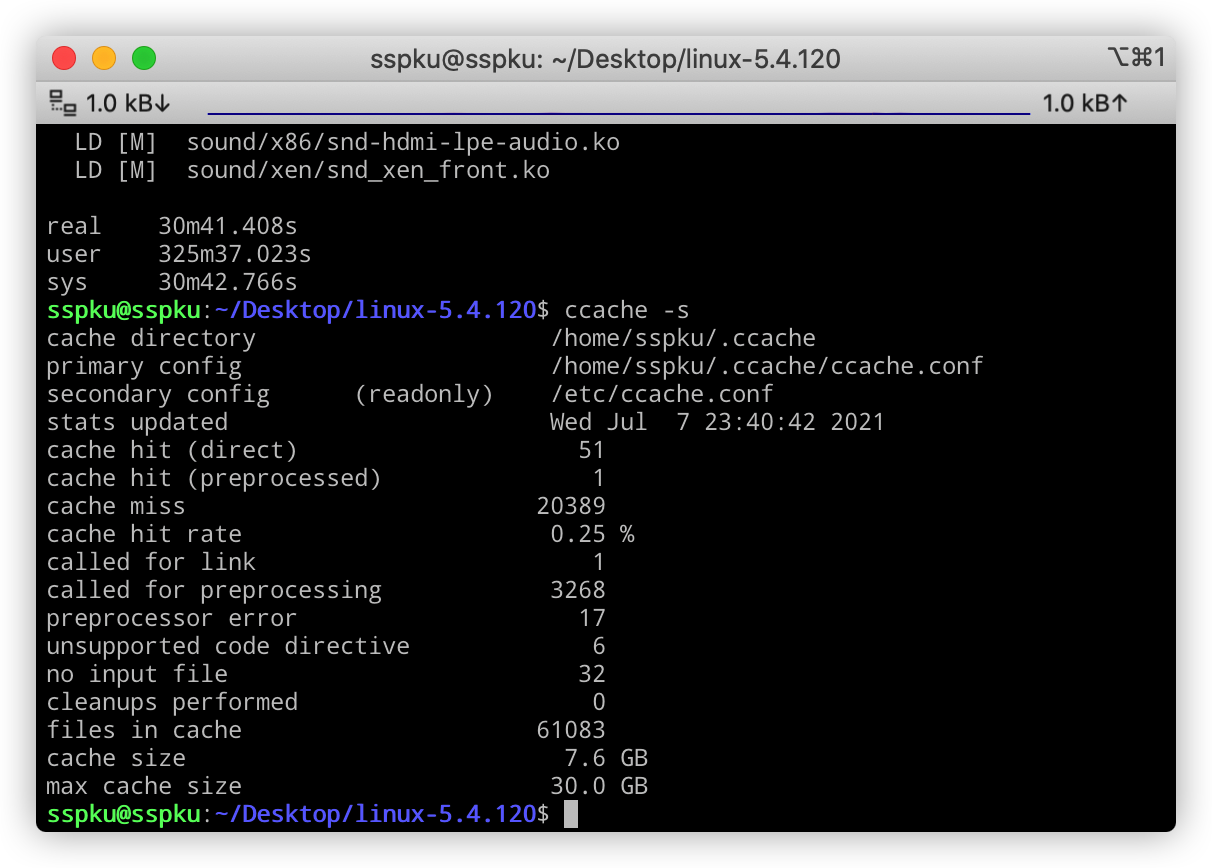 sspku@sspku: ~/Desktop/linux-5.4.120 ⌥⌘1
1.0 kB↓ 1.0 kB↑
LD [M] sound/x86/snd-hdmi-lpe-audio.ko
LD [M] sound/xen/snd_xen_front.ko
real 30m41.408s
user 325m37.023s
sys 30m42.766s
sspku@sspku:~/Desktop/linux-5.4.120$ ccache -s
cache directory /home/sspku/.ccache
primary config /home/sspku/.ccache/ccache.conf
secondary config (readonly) /etc/ccache.conf
stats updated Wed Jul 7 23:40:42 2021
cache hit (direct) 51
cache hit (preprocessed) 1
cache miss 20389
cache hit rate 0.25 %
called for link 1
called for preprocessing 3268
preprocessor error 17
unsupported code directive 6
no input file 32
cleanups performed 0
files in cache 61083
cache size 7.6 GB
max cache size 30.0 GB
sspku@sspku:~/Desktop/linux-5.4.120$